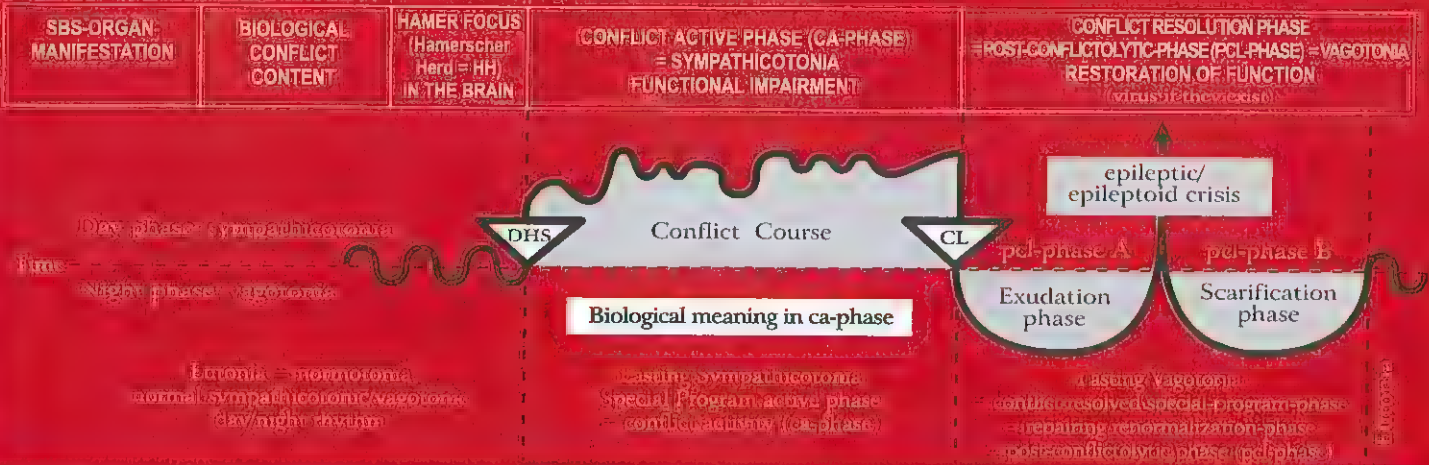 SBS-ORGAN-
MANIFESTATION
BIOLOGICAL
CONFLICT
CONTENT
HAMER FOCUS
(Hamerscher
Herd = HH)
IN THE BRAIN
CONFLICT ACTIVE PHASE (CA-PHASE)
= SYMPATHICOTONIA
FUNCTIONAL IMPAIRMENT
CONFLICT RESOLUTION PHASE
=POST-CONFLICTOLYTIC-PHASE (PCL-PHASE) = VAGOTONIA
RESTORATION OF FUNCTION
(virus if they exist)
epileptic/
epileptoid crisis
Day phase sympathicotonia
DHS
Conflict Course
CL
pcl-phase A
pcl-phase B
Time
Night phase vagotonia
Exudation
phase
Scarification
phase
Biological meaning in ca-phase
Eutonia = normotonia
normal sympathicotonic/vagotonic
day/night rhythm
Lasting Sympathicotonia
Special Program active phase
= conflict activity (ca-phase)
Lasting Vagotonia
= conflict resolved special-program-phase
= repairing renormalization-phase
= post-conflictolytic phase (pcl-phase)